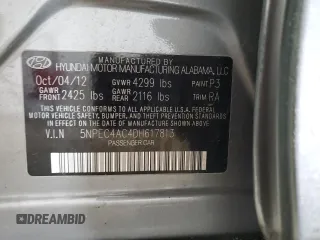 MANUFACTURED BY
HYUNDAI MOTOR MANUFACTURING ALABAMA, LLC
Oct/04/12 GVWR 4299 lbs PAINT P3
GAWR FRONT 2425 lbs GAWR REAR 2116 lbs TRIM RA
THIS VEHICLE CONFORMS TO ALL APPLICABLE U.S.A. FEDERAL
MOTOR VEHICLE SAFETY, BUMPER, AND THEFT PREVENTION
STANDARDS IN EFFECT ON THE DATE OF MANUFACTURE
SHOWN ABOVE.
V.I.N 5NPEC4AC4DH617813
PASSENGER CAR
DREAMBID